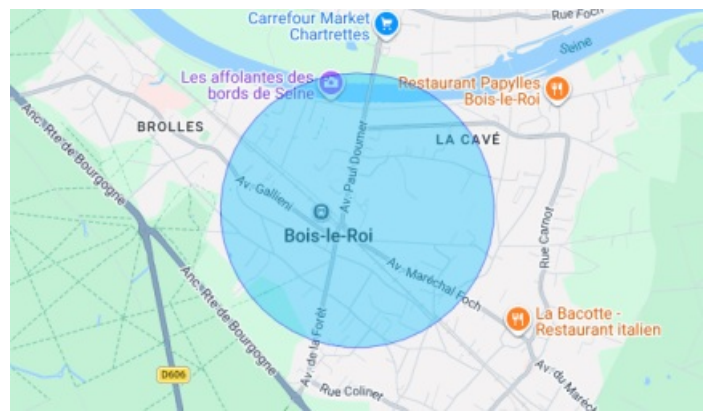 Rue Foch
Carrefour Market
Chartrettes
Seine
Les affolantes des
bords de Seine
Restaurant Papylles
Bois-le-Roi
BROLLES
LA CAVÉ
Anc. Rte de Bourgogne
Av. Paul Doumer
Av. Gallieni
Bois-le-Roi
Rue Carnot
Av. Maréchal Foch
Anc. Rte de Bourgogne
La Bacotte -
Restaurant italien
Av. de la Forêt
D606
Rue Colinet
Av. du Maréc